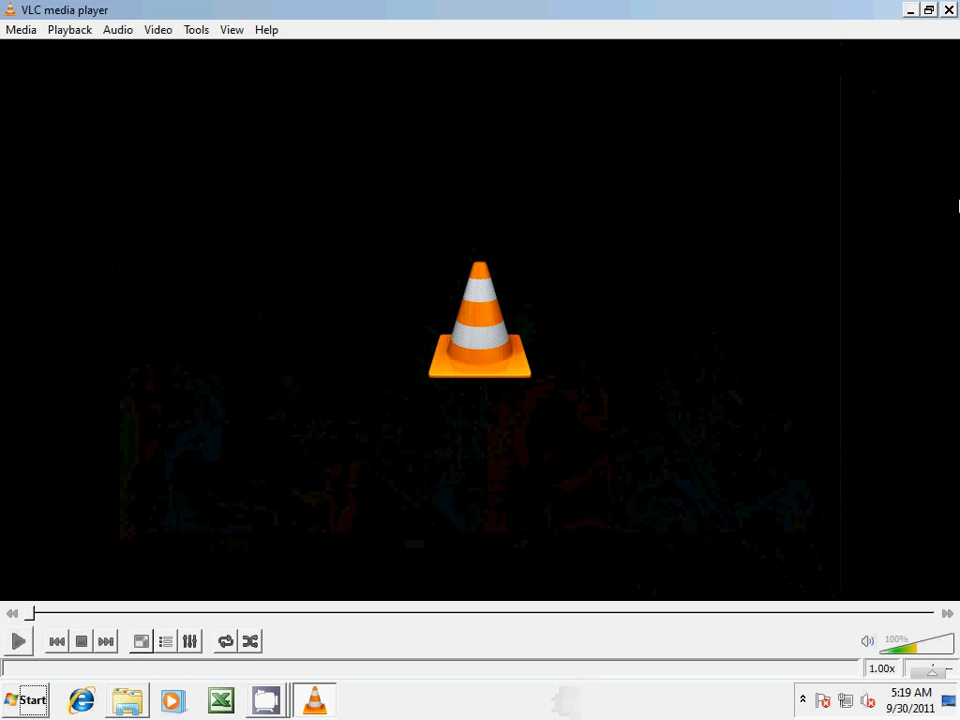 VLC media player
Media Playback Audio Video Tools View Help
100%
1.00x
Start
5:19 AM
9/30/2011